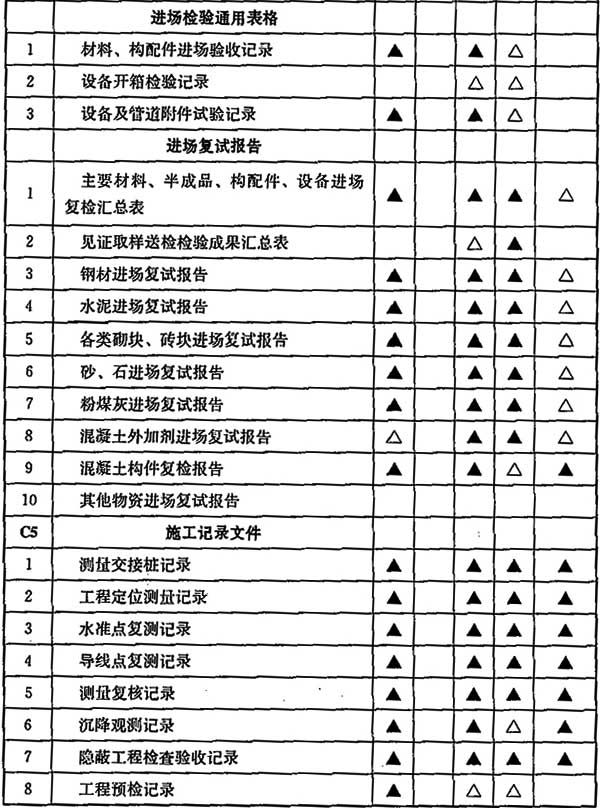 进场检验通用表格
1 材料、构配件进场验收记录 ▲ ▲ △
2 设备开箱检验记录 △ △
3 设备及管道附件试验记录 ▲ ▲ △
进场复试报告
1 主要材料、半成品、构配件、设备进场
复检汇总表 ▲ ▲ ▲ △
2 见证取样送检检验成果汇总表 △ ▲
3 钢材进场复试报告 ▲ ▲ ▲ △
4 水泥进场复试报告 ▲ ▲ ▲ △
5 各类砌块、砖块进场复试报告 ▲ ▲ ▲ △
6 砂、石进场复试报告 ▲ ▲ ▲ △
7 粉煤灰进场复试报告 ▲ ▲ ▲ △
8 混凝土外加剂进场复试报告 △ ▲ ▲ △
9 混凝土构件复检报告 ▲ ▲ △ ▲
10 其他物资进场复试报告
C5 施工记录文件
1 测量交接桩记录 ▲ ▲ ▲ ▲
2 工程定位测量记录 ▲ ▲ ▲ ▲
3 水准点复测记录 ▲ ▲ ▲ ▲
4 导线点复测记录 ▲ ▲ ▲ ▲
5 测量复核记录 ▲ ▲ ▲ ▲
6 沉降观测记录 ▲ ▲ △ ▲
7 隐蔽工程检查验收记录 ▲ ▲ ▲ ▲
8 工程预检记录 ▲ △ △